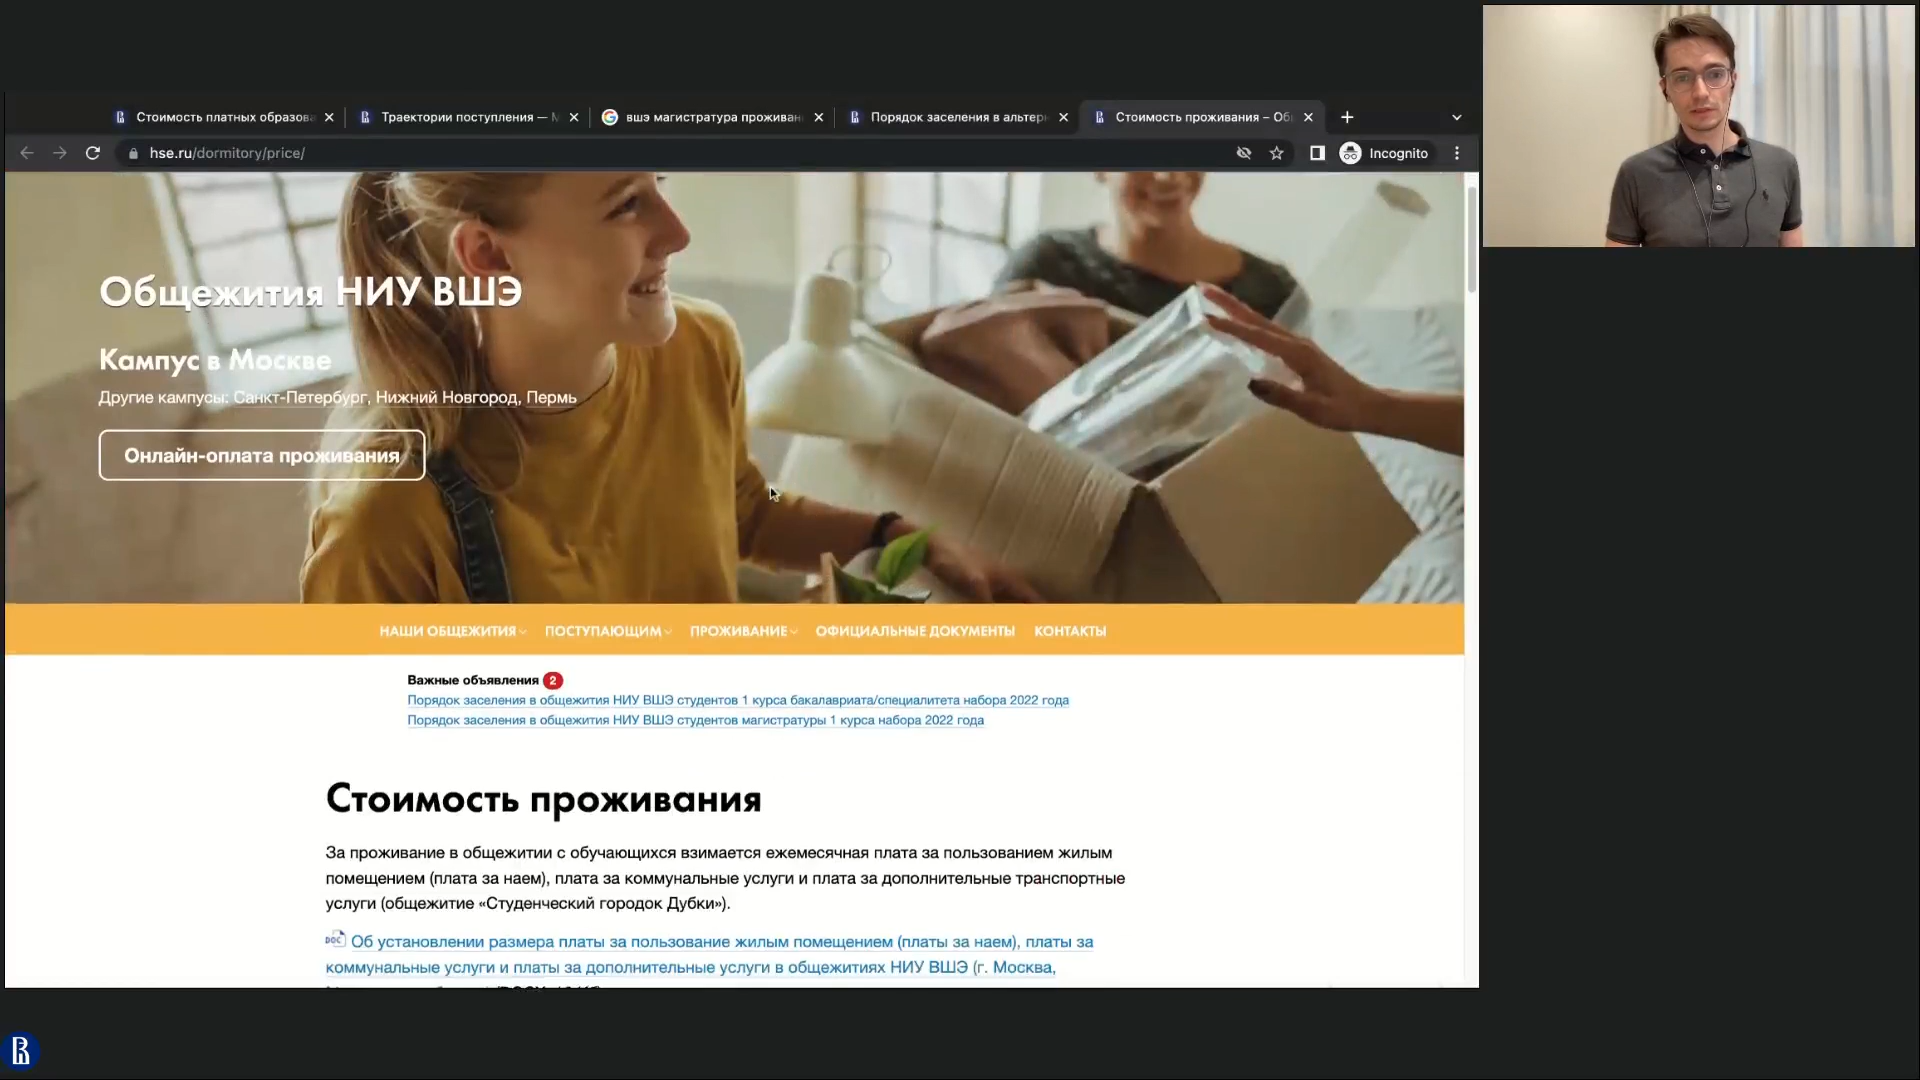 Стоимость платных образова
Траектории поступления — М
вшэ магистратура проживан
Порядок заселения в альтер
Стоимость проживания – Об
hse.ru/dormitory/price/
Incognito
Общежития НИУ ВШЭ
Кампус в Москве
Другие кампусы: Санкт-Петербург, Нижний Новгород, Пермь
Онлайн-оплата проживания
НАШИ ОБЩЕЖИТИЯ ПОСТУПАЮЩИМ ПРОЖИВАНИЕ ОФИЦИАЛЬНЫЕ ДОКУМЕНТЫ КОНТАКТЫ
Важные объявления 2
Порядок заселения в общежития НИУ ВШЭ студентов 1 курса бакалавриата/специалитета набора 2022 года
Порядок заселения в общежития НИУ ВШЭ студентов магистратуры 1 курса набора 2022 года
Стоимость проживания
За проживание в общежитии с обучающихся взимается ежемесячная плата за пользованием жилым
помещением (плата за наем), плата за коммунальные услуги и плата за дополнительные транспортные
услуги (общежитие «Студенческий городок Дубки»).
DOC Об установлении размера платы за пользование жилым помещением (платы за наем), платы за
коммунальные услуги и платы за дополнительные услуги в общежитиях НИУ ВШЭ (г. Москва,